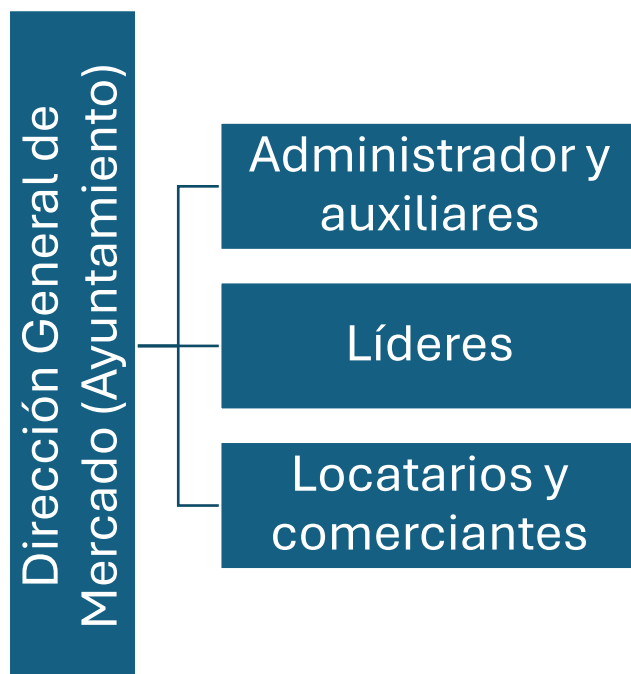 Dirección General de
Mercado (Ayuntamiento)
Administrador y
auxiliares
Líderes
Locatarios y
comerciantes